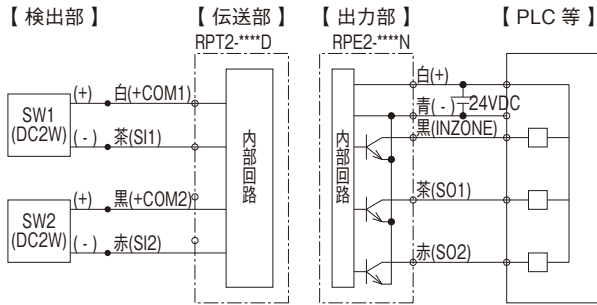 【 検出部 】
【 伝送部 】
【 出力部 】
【 PLC 等 】
RPT2-****D
RPE2-****N
SW1
(DC2W)
(+)
白(+COM1)
(-)
茶(SI1)
SW2
(DC2W)
(+)
黒(+COM2)
(-)
赤(SI2)
内部回路
内部回路
白(+)
青(-)
24VDC
黒(INZONE)
茶(SO1)
赤(SO2)